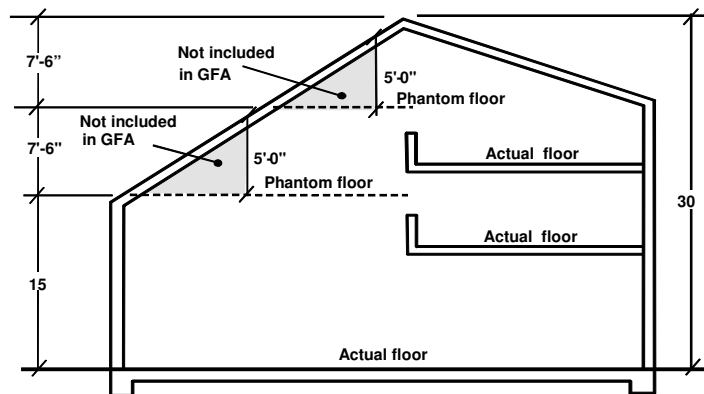 7'-6”
Not included
in GFA
5'-0"
Phantom floor
Not included
in GFA
7'-6"
5'-0"
Phantom floor
Actual floor
30
Actual floor
15
Actual floor